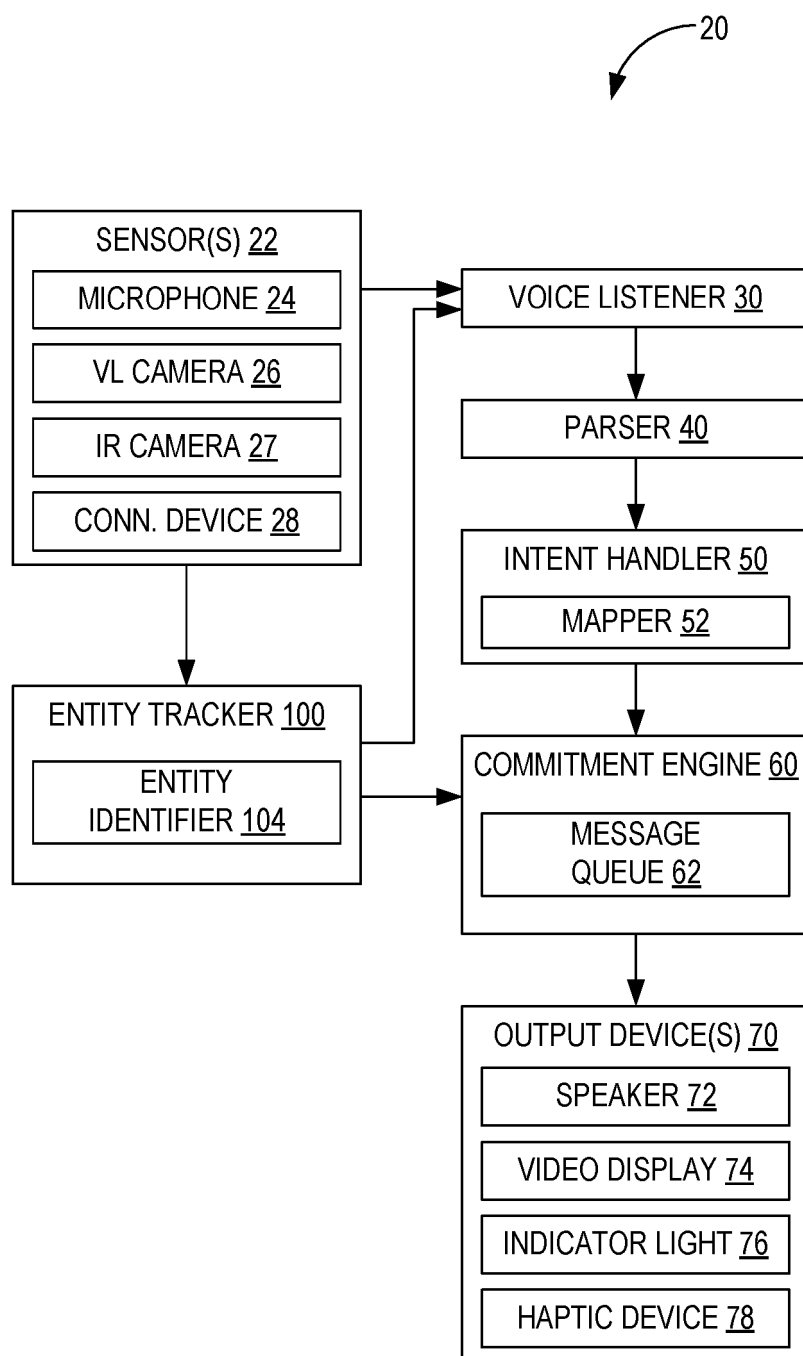 20
SENSOR(S) 22
MICROPHONE 24
VL CAMERA 26
IR CAMERA 27
CONN. DEVICE 28
ENTITY TRACKER 100
ENTITY
IDENTIFIER 104
VOICE LISTENER 30
PARSER 40
INTENT HANDLER 50
MAPPER 52
COMMITMENT ENGINE 60
MESSAGE
QUEUE 62
OUTPUT DEVICE(S) 70
SPEAKER 72
VIDEO DISPLAY 74
INDICATOR LIGHT 76
HAPTIC DEVICE 78